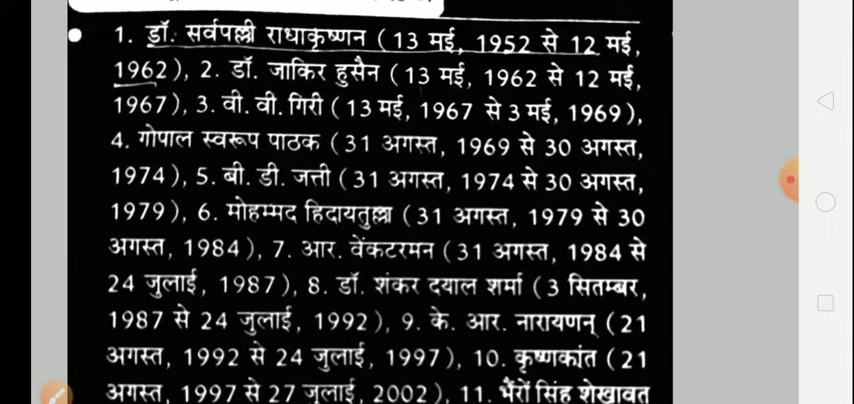 1. डॉ. सर्वपल्ली राधाकृष्णन (13 मई, 1952 से 12 मई,
1962), 2. डॉ. जाकिर हुसैन (13 मई, 1962 से 12 मई,
1967), 3. वी. वी. गिरी (13 मई, 1967 से 3 मई, 1969),
4. गोपाल स्वरूप पाठक (31 अगस्त, 1969 से 30 अगस्त,
1974), 5. बी. डी. जत्ती (31 अगस्त, 1974 से 30 अगस्त,
1979), 6. मोहम्मद हिदायतुल्ला (31 अगस्त, 1979 से 30
अगस्त, 1984), 7. आर. वेंकटरमन (31 अगस्त, 1984 से
24 जुलाई, 1987), 8. डॉ. शंकर दयाल शर्मा (3 सितम्बर,
1987 से 24 जुलाई, 1992), 9. के. आर. नारायणन् (21
अगस्त, 1992 से 24 जुलाई, 1997), 10. कृष्णकांत (21
अगस्त, 1997 से 27 जुलाई, 2002), 11. भैंरों सिंह शेखावत